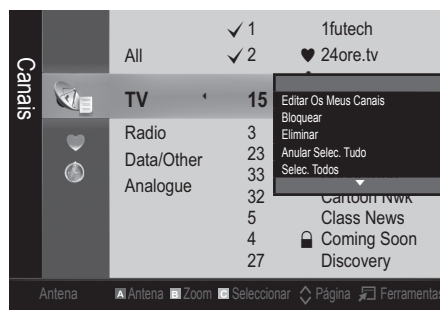 Canais
✓ 1 1futech
All ✓ 2 ♥ 24ore.tv
TV 15
Radio 3
Data/Other 23
Analogue 33
32 Cartoon Nwk
5 Class News
4 Coming Soon
27 Discovery
Editar Os Meus Canais
Bloquear
Eliminar
Anular Selec. Tudo
Selec. Todos
Antena A Antena B Zoom C Seleccionar Página Ferramentas